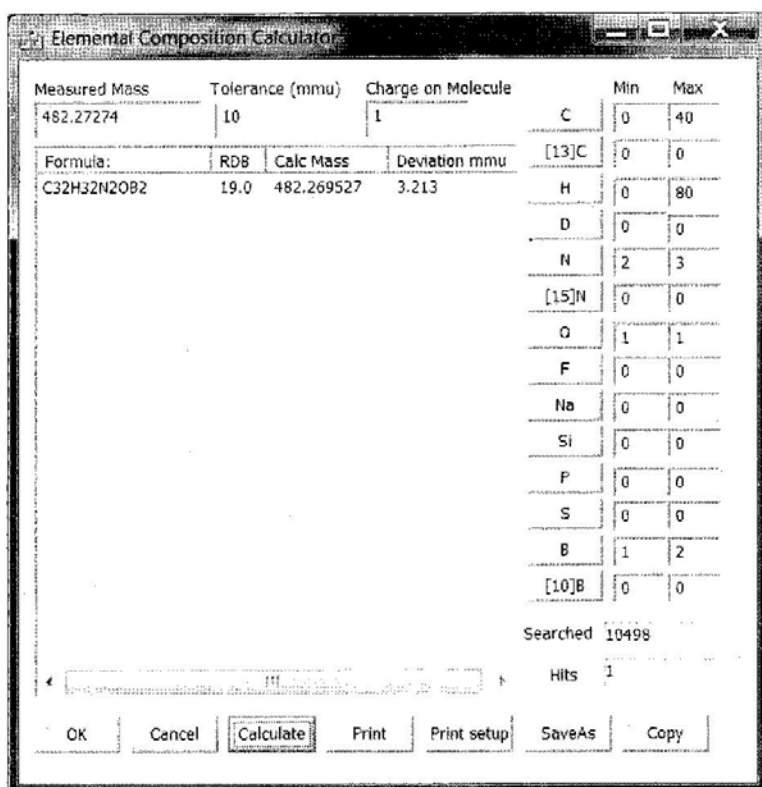 Elemental Composition Calculator
Measured Mass Tolerance (mmu) Charge on Molecule Min Max
482.27274 10 1 C 0 40
Formula: RDB Calc Mass Deviation mmu [13]C 0 0
C32H32N2OB2 19.0 482.269527 3.213 H 0 80
D 0 0
N 2 3
[15]N 0 0
O 1 1
F 0 0
Na 0 0
Si 0 0
P 0 0
S 0 0
B 1 2
[10]B 0 0
Searched 10498
Hits 1
OK Cancel Calculate Print Print setup SaveAs Copy